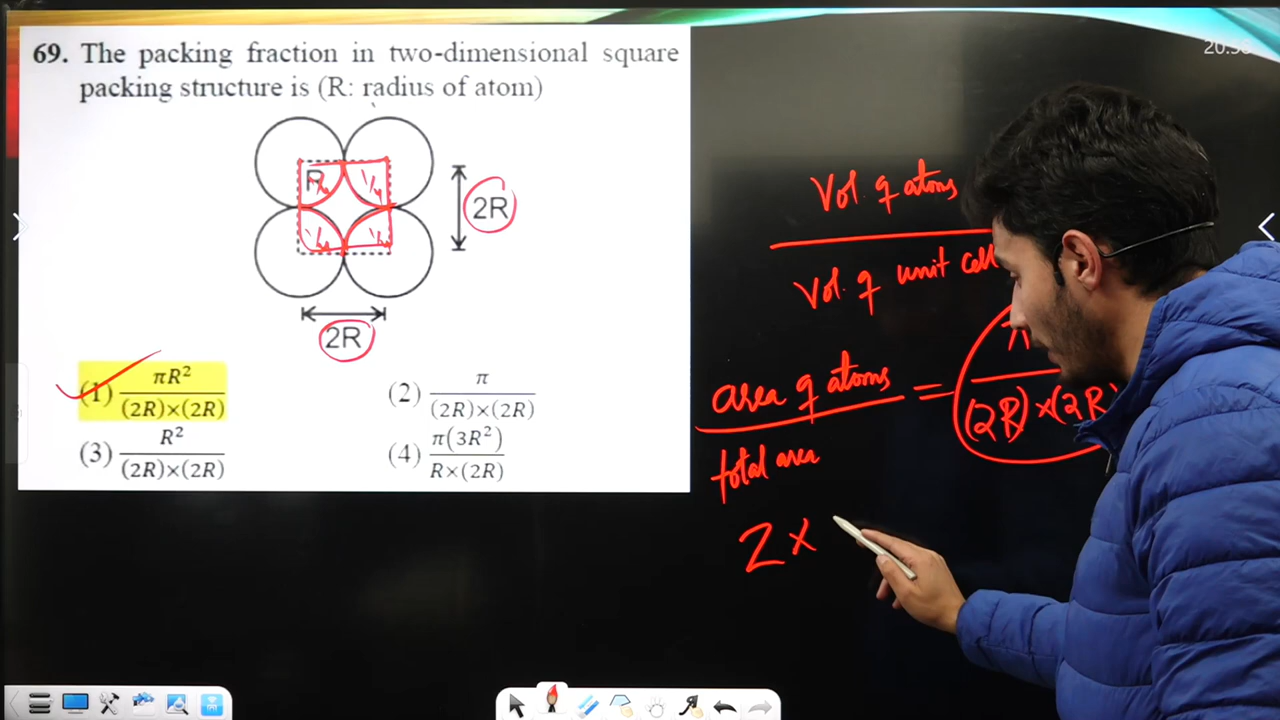 69. The packing fraction in two-dimensional square
packing structure is (R: radius of atom)
R
1/4
1/4
1/4
1/4
2R
2R
(1) πR²/(2R)×(2R)
(2) π/(2R)×(2R)
(3) R²/(2R)×(2R)
(4) π(3R²)/R×(2R)
Vol. of atoms
Vol. of unit cell
area of atoms =
total area
π
(2R)×(2R)
Z×